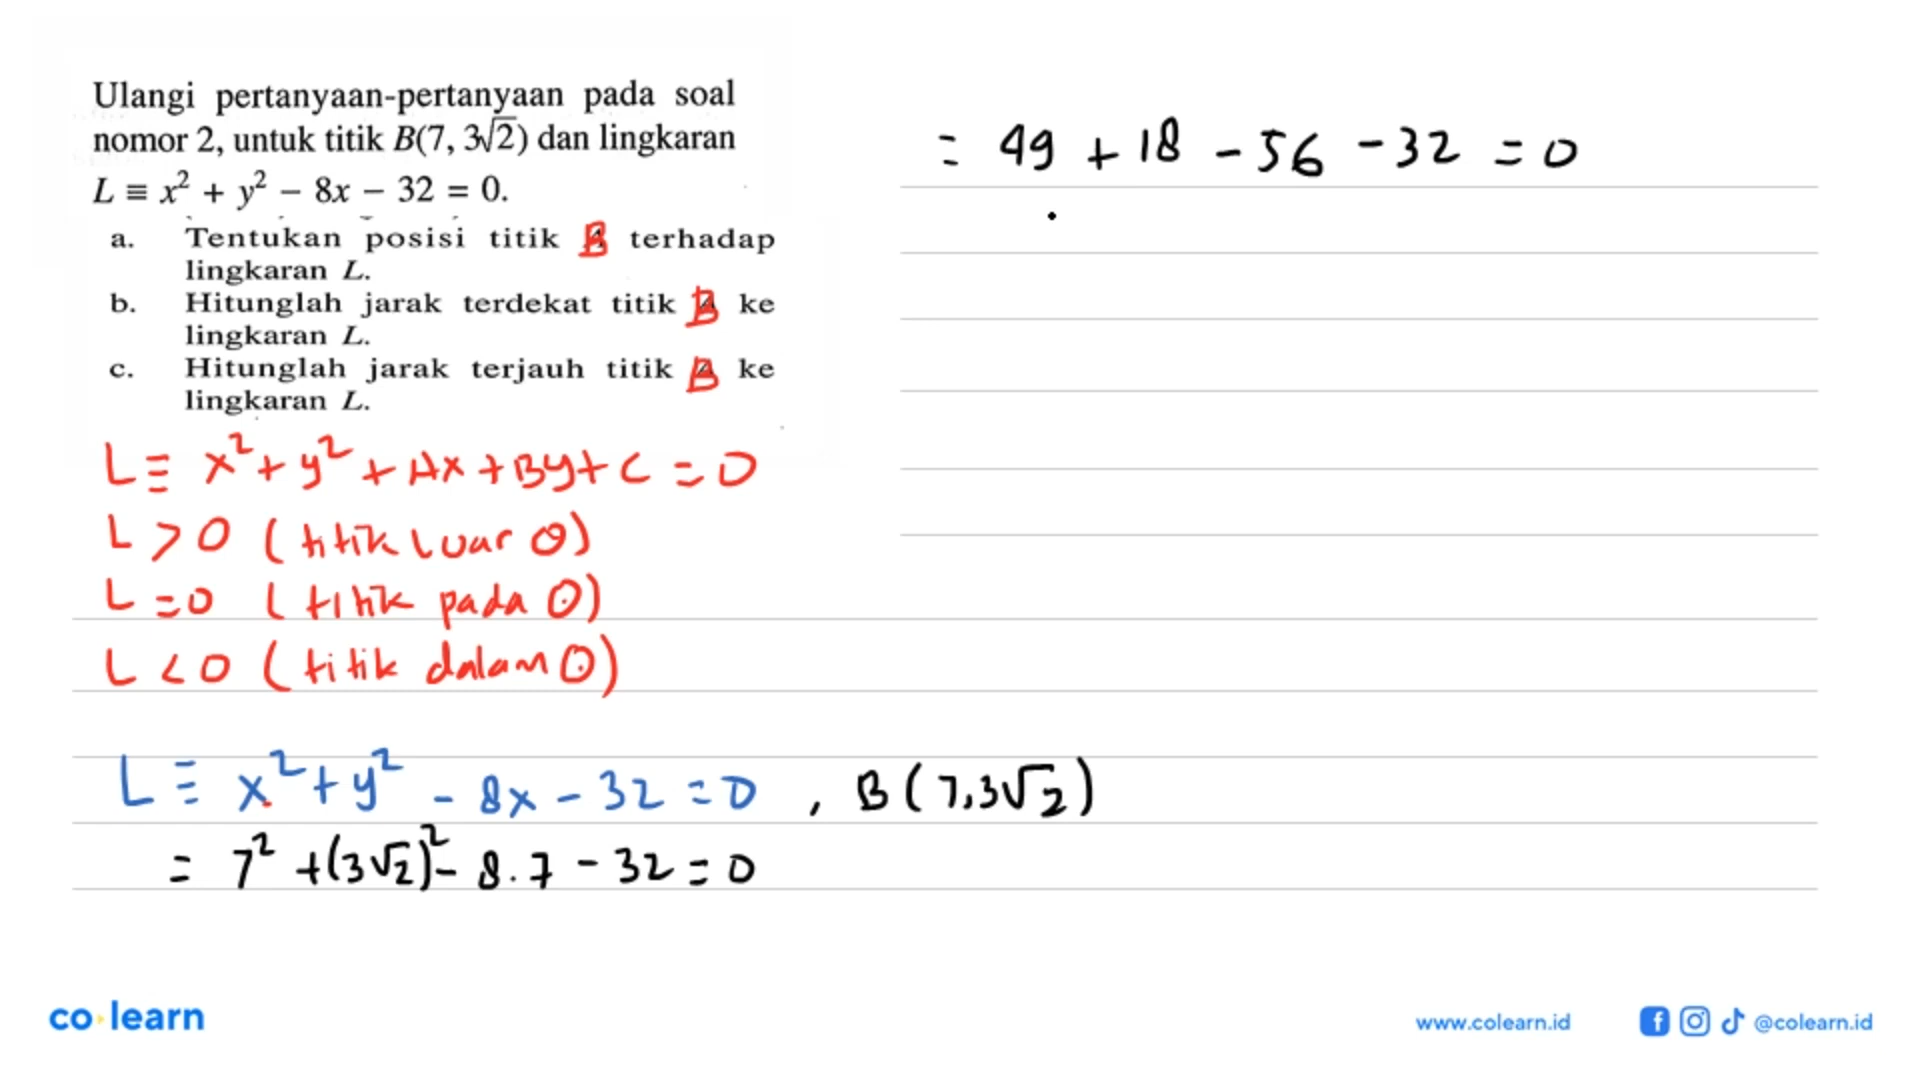 Ulangi pertanyaan-pertanyaan pada soal
nomor 2, untuk titik B(7, 3√2) dan lingkaran
L ≡ x² + y² − 8x − 32 = 0.
a. Tentukan posisi titik B terhadap
lingkaran L.
b. Hitunglah jarak terdekat titik B ke
lingkaran L.
c. Hitunglah jarak terjauh titik B ke
lingkaran L.
L ≡ x² + y² + Ax + By + C = 0
L > 0 (titik luar ⊙)
L = 0 (titik pada ⊙)
L < 0 (titik dalam ⊙)
L ≡ x² + y² - 8x - 32 = 0 , B (7,3√2)
= 7² + (3√2)² - 8.7 - 32 = 0
= 49 + 18 - 56 - 32 = 0
co learn
www.colearn.id
@colearn.id